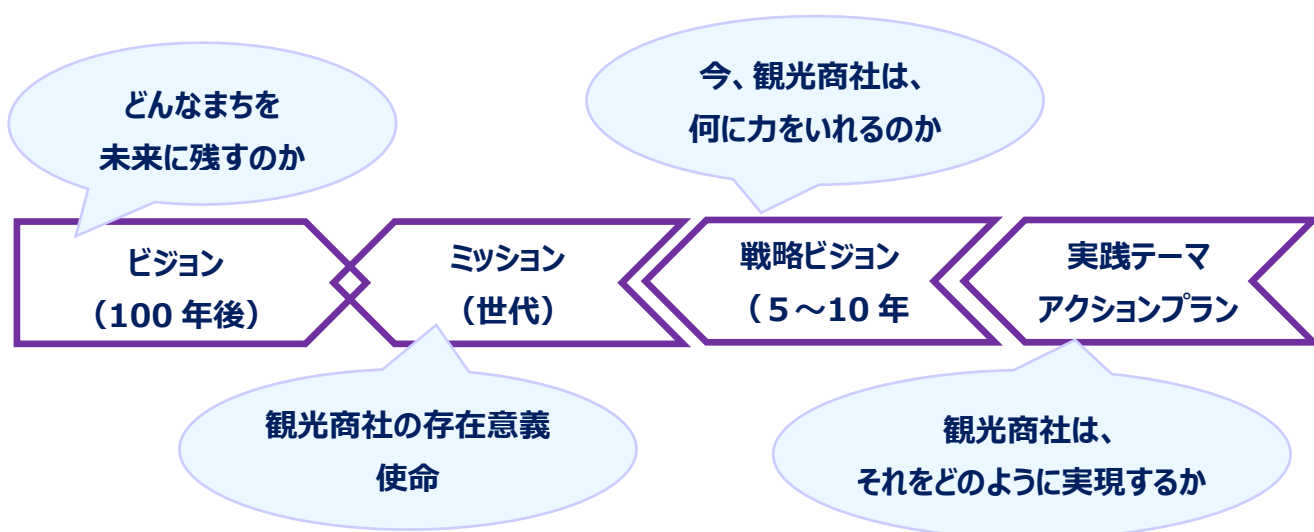 どんなまちを
未来に残すのか
今、観光商社は、
何に力をいれるのか
ビジョン
（100 年後）
ミッション
（世代）
戦略ビジョン
（５～10 年
実践テーマ
アクションプラン
観光商社の存在意義
使命
観光商社は、
それをどのように実現するか